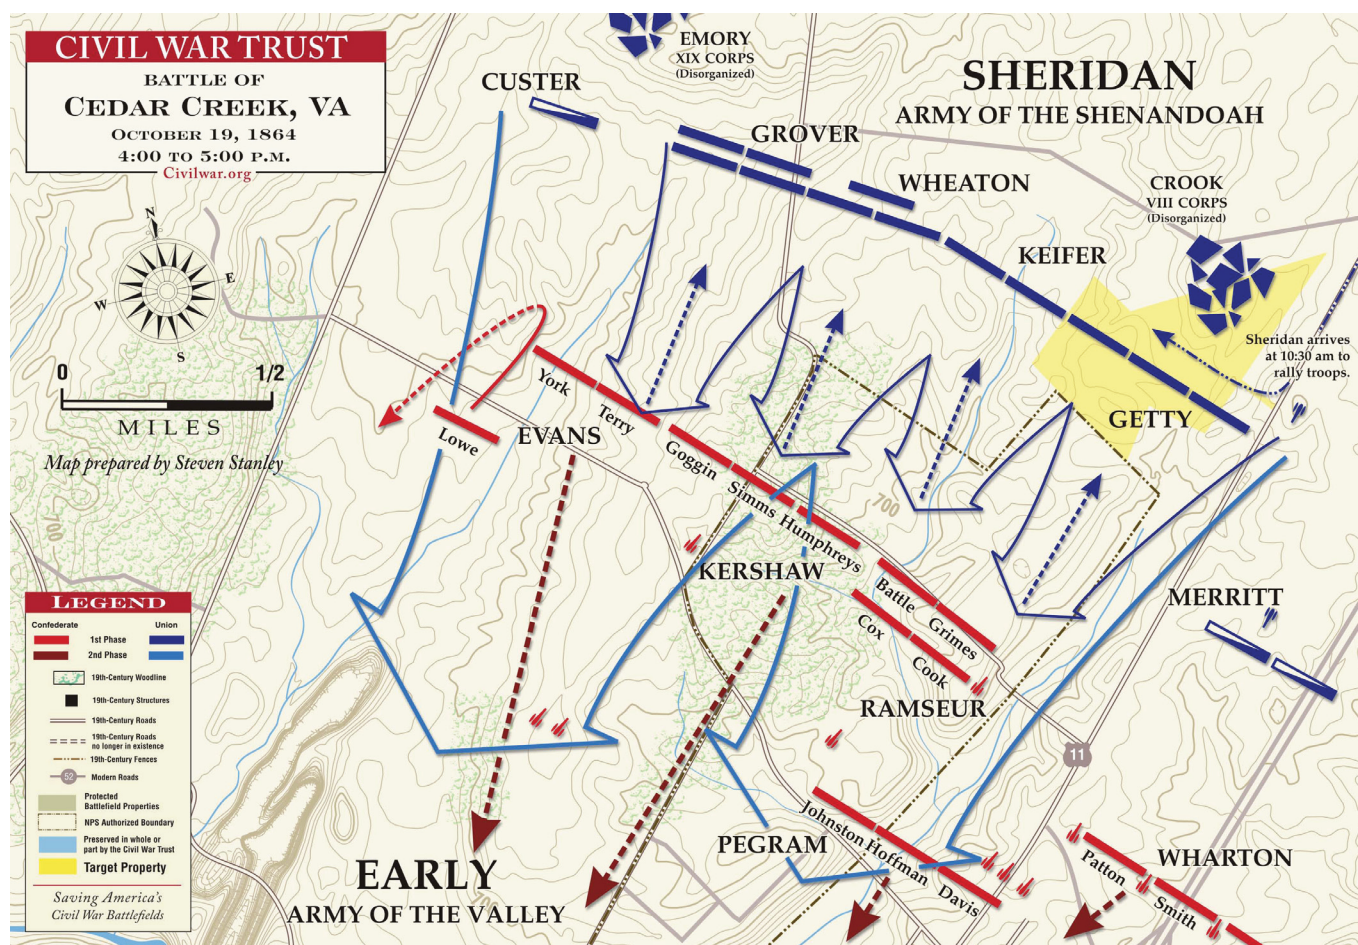 CIVIL WAR TRUST
BATTLE OF
CEDAR CREEK, VA
OCTOBER 19, 1864
4:00 TO 5:00 P.M.
Civilwar.org
N
E
W
S
0
1/2
MILES
Map prepared by Steven Stanley
EMORY
XIX CORPS
(Disorganized)
CUSTER
SHERIDAN
ARMY OF THE SHENANDOAH
GROVER
WHEATON
CROOK
VIII CORPS
(Disorganized)
KEIFER
Sheridan arrives
at 10:30 am to
rally troops.
GETTY
York
Terry
Lowe
EVANS
Goggin
Simms
Humphreys
700
700
KERSHAW
Battle
Grimes
Cox
Cook
RAMSEUR
MERRITT
11
Johnston
Hoffman
Davis
PEGRAM
Patton
Smith
WHARTON
EARLY
ARMY OF THE VALLEY
LEGEND
Confederate
Union
1st Phase
2nd Phase
19th-Century Woodline
19th-Century Structures
19th-Century Roads
19th-Century Roads
no longer in existence
19th-Century Fences
52
Modern Roads
Protected
Battlefield Properties
NPS Authorized Boundary
Preserved in whole or
part by the Civil War Trust
Target Property
Saving America's
Civil War Battlefields